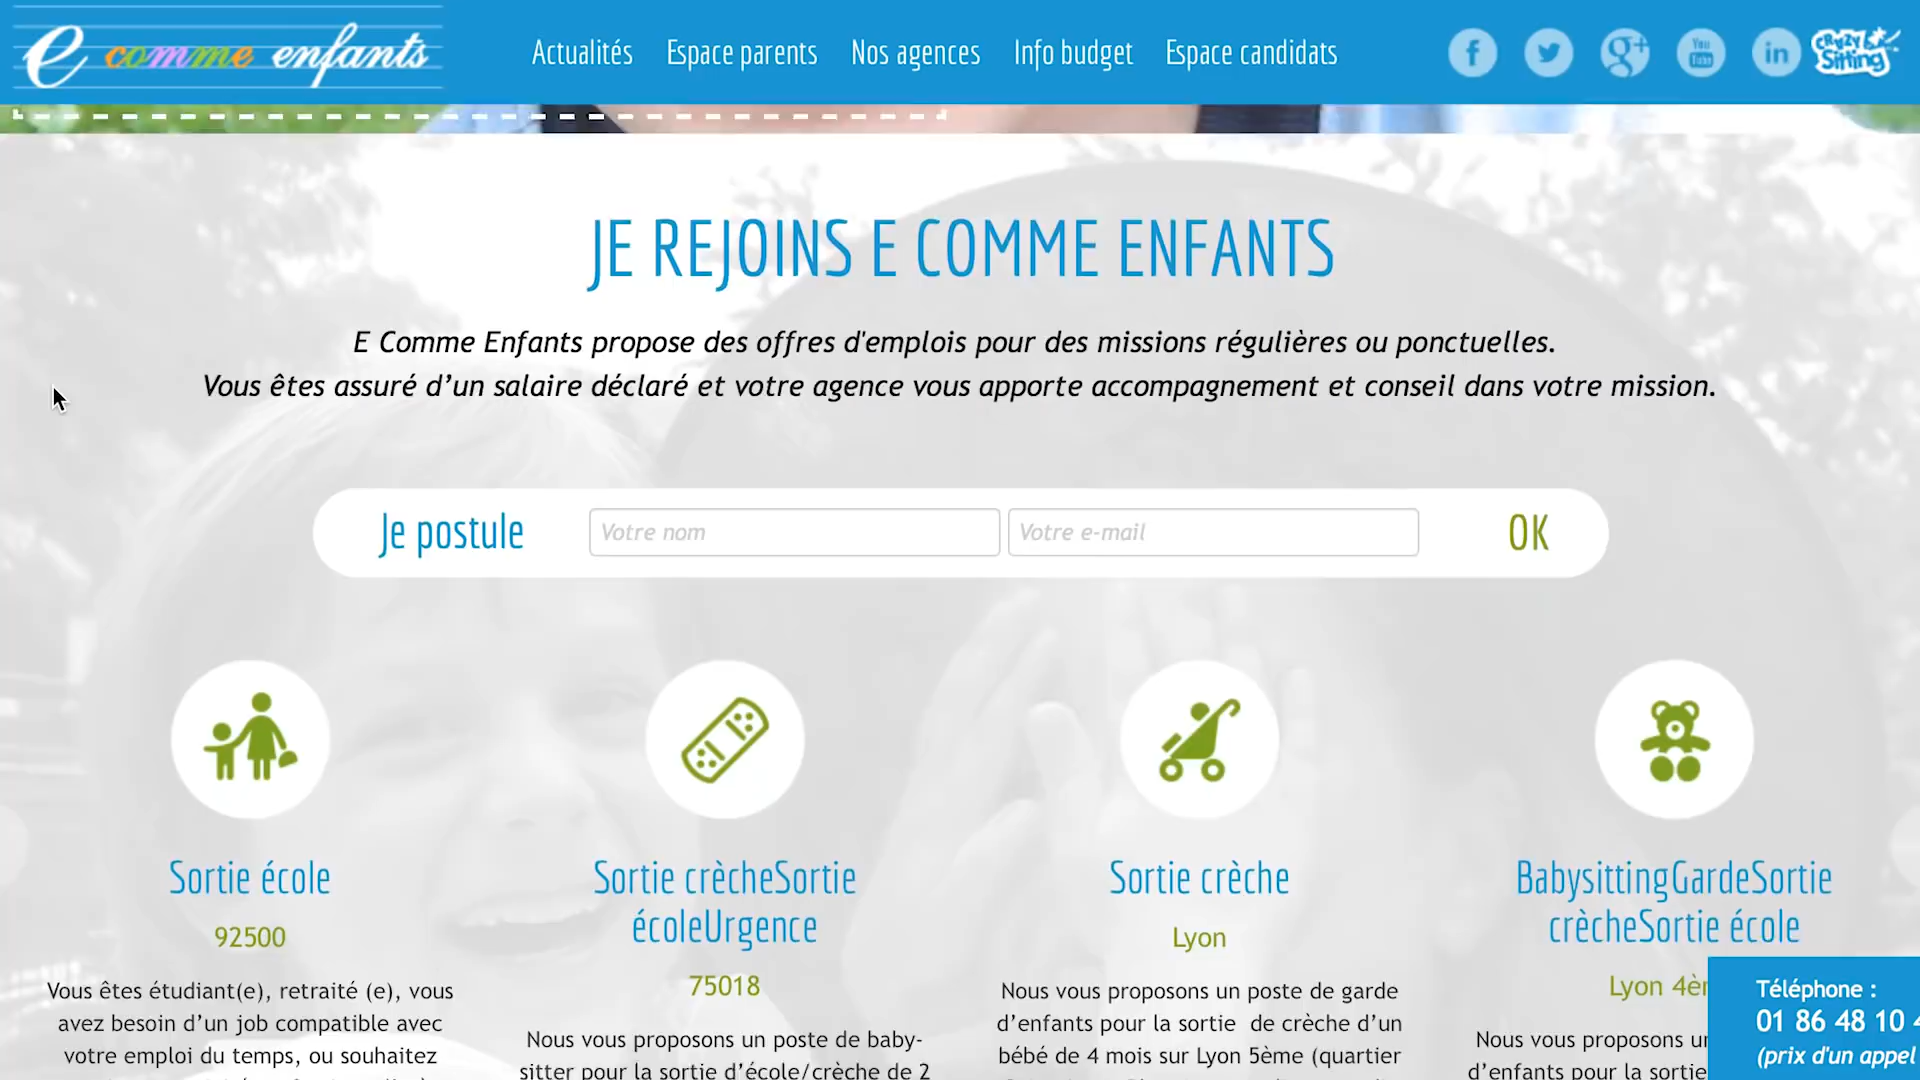 e comme enfants
Actualités Espace parents Nos agences Info budget Espace candidats
You Tube
CRAZY Sitting
JE REJOINS E COMME ENFANTS
E Comme Enfants propose des offres d'emplois pour des missions régulières ou ponctuelles.
Vous êtes assuré d’un salaire déclaré et votre agence vous apporte accompagnement et conseil dans votre mission.
Je postule Votre nom Votre e-mail OK
Sortie école
92500
Vous êtes étudiant(e), retraité (e), vous
avez besoin d’un job compatible avec
votre emploi du temps, ou souhaitez
Sortie crècheSortie
écoleUrgence
75018
Nous vous proposons un poste de baby-
sitter pour la sortie d’école/crèche de 2
Sortie crèche
Lyon
Nous vous proposons un poste de garde
d’enfants pour la sortie de crèche d’un
bébé de 4 mois sur Lyon 5ème (quartier
BabysittingGardeSortie
crècheSortie école
Lyon
Nous vous proposons
d’enfants pour la sortie
Téléphone :
01 86 48 10
(prix d'un appel